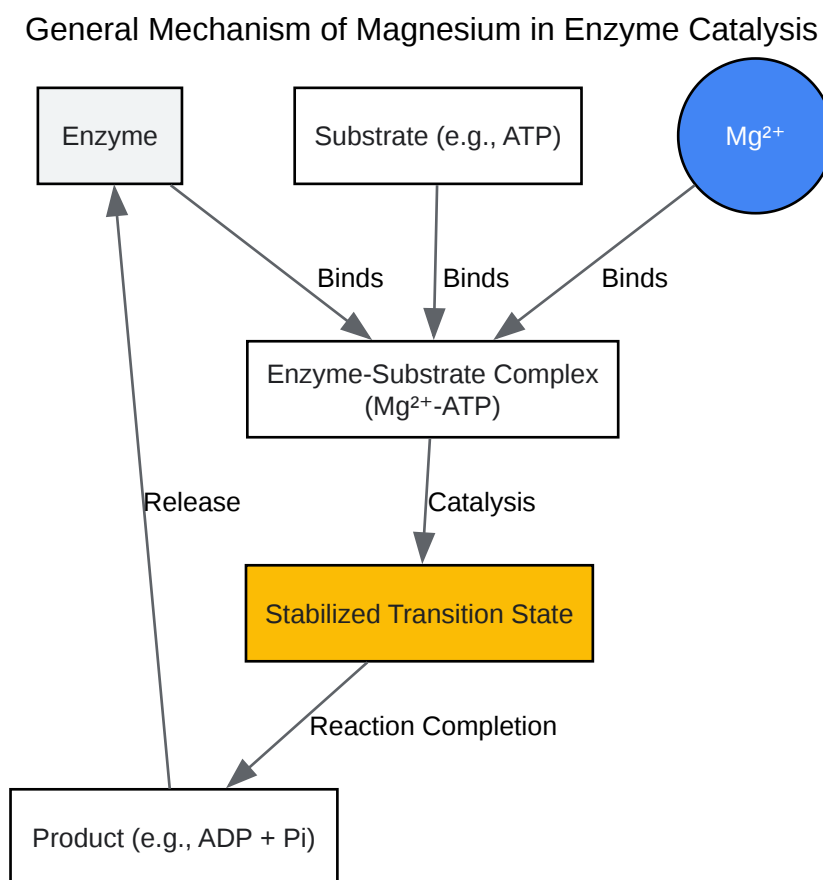 General Mechanism of Magnesium in Enzyme Catalysis
Enzyme
Substrate (e.g., ATP)
Mg²⁺
Binds
Binds
Binds
Enzyme-Substrate Complex
(Mg²⁺-ATP)
Release
Catalysis
Stabilized Transition State
Reaction Completion
Product (e.g., ADP + Pi)